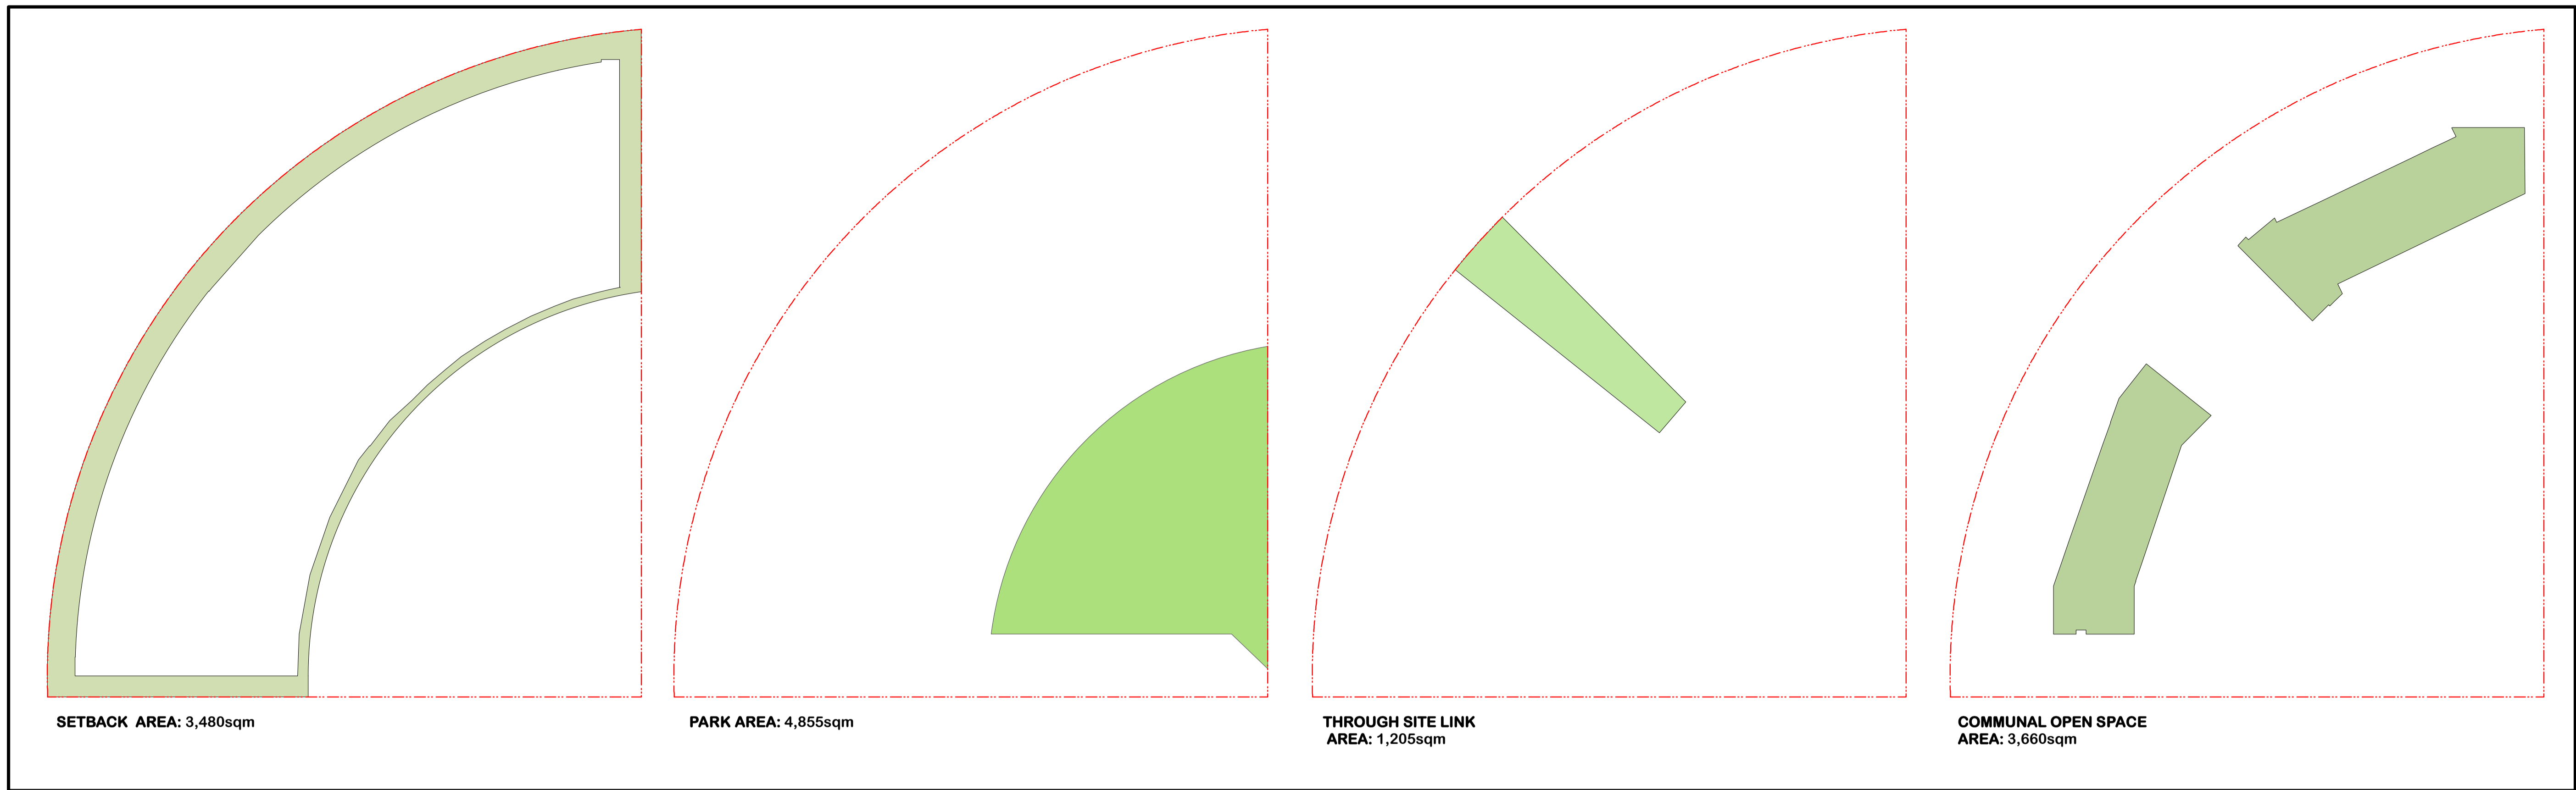 SETBACK AREA: 3,480sqm
PARK AREA: 4,855sqm
THROUGH SITE LINK
AREA: 1,205sqm
COMMUNAL OPEN SPACE
AREA: 3,660sqm